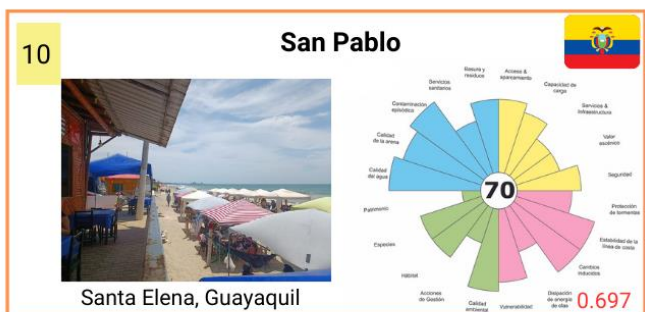 10
San Pablo
Santa Elena, Guayaquil
Basura y
residuos
Acceso &
aparcamiento
Capacidad de
carga
Servicios &
infraestructura
Valor
escénico
Seguridad
Protección
de tormentas
Estabilidad de la
línea de costa
Cambios
inducidos
Disipación
de energía
de olas
Vulnerabilidad
Calidad
ambiental
Acciones
de Gestión
Hábitat
Especies
Patrimonio
Calidad
del agua
Calidad
de la arena
Contaminación
episódica
Servicios
sanitarios
70
0.697